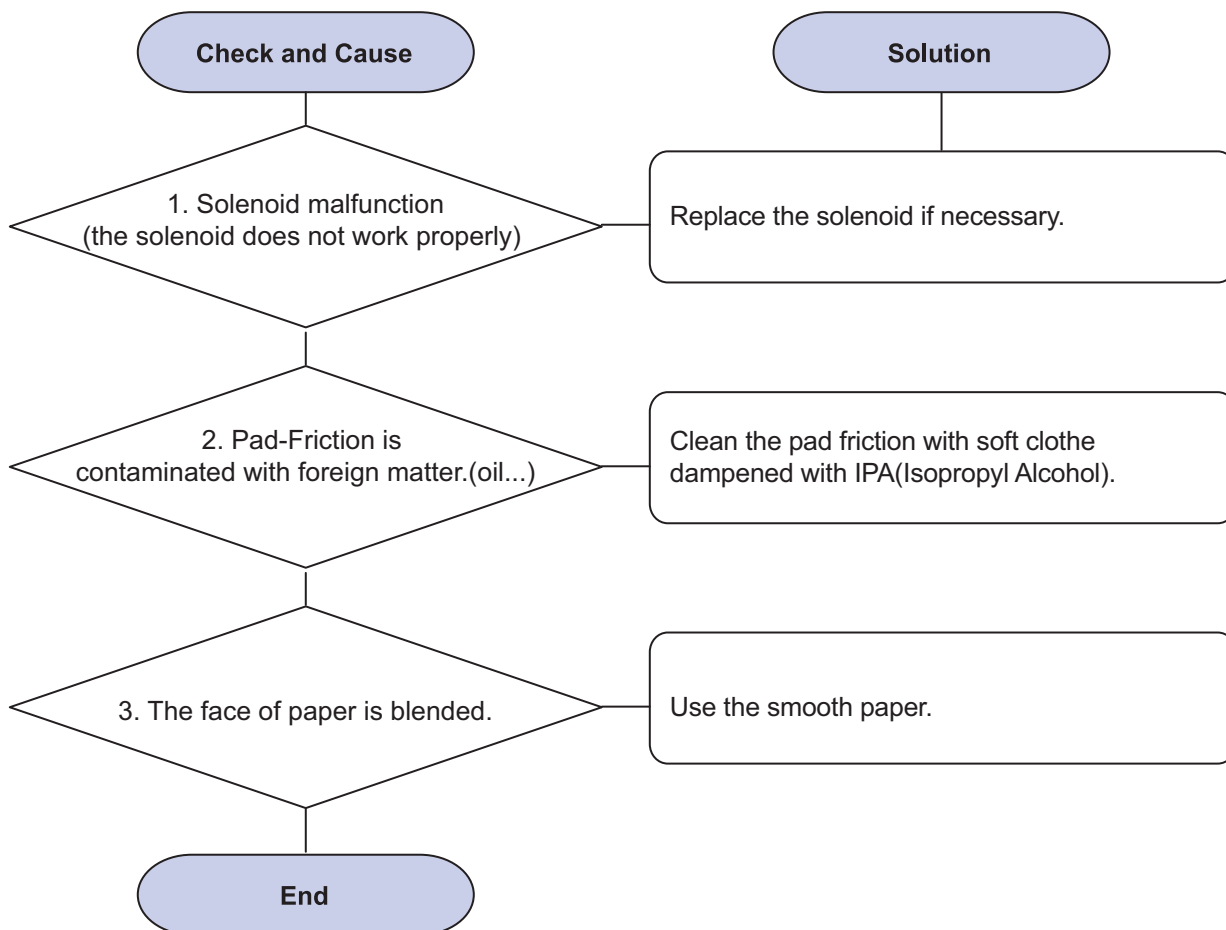 Check and Cause
Solution
1. Solenoid malfunction
(the solenoid does not work properly)
Replace the solenoid if necessary.
2. Pad-Friction is
contaminated with foreign matter.(oil...)
Clean the pad friction with soft clothe
dampened with IPA(Isopropyl Alcohol).
3. The face of paper is blended.
Use the smooth paper.
End